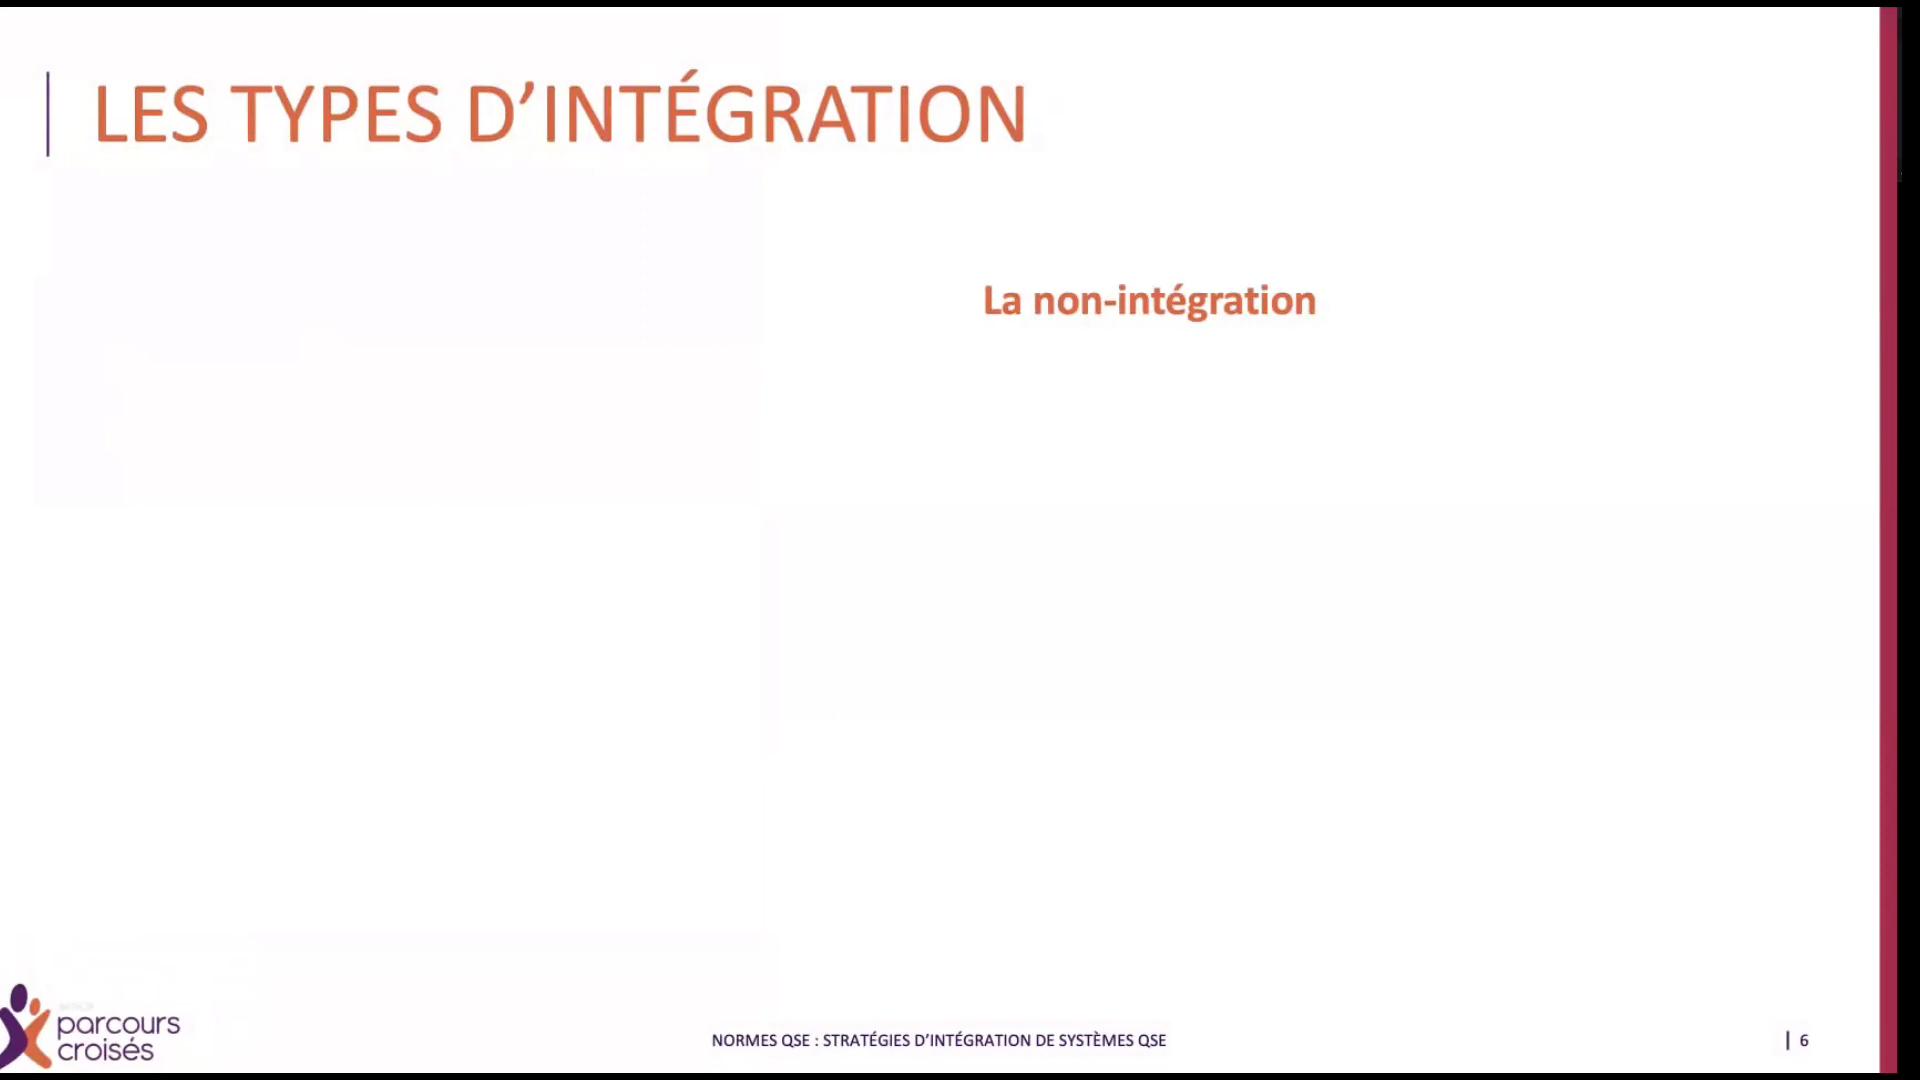 LES TYPES D’INTÉGRATION
La non-intégration
parcours
croisés
NORMES QSE : STRATÉGIES D’INTÉGRATION DE SYSTÈMES QSE
| 6